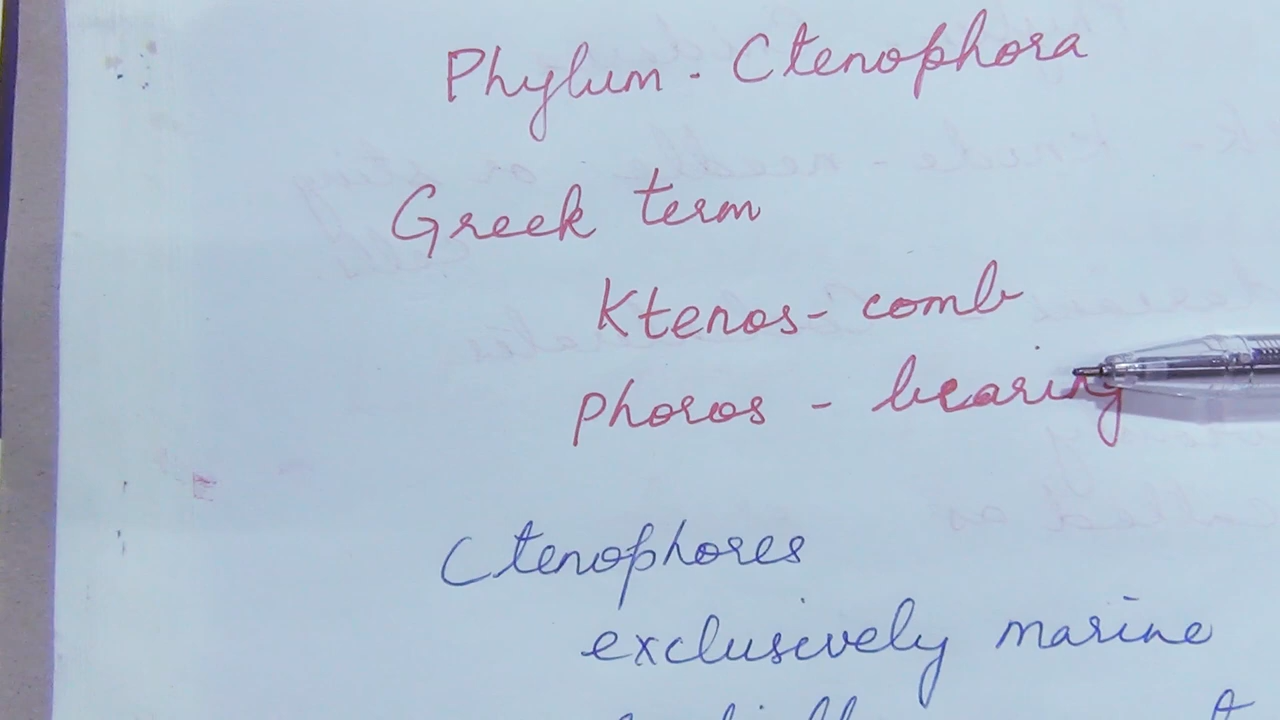 Phylum - Ctenophora
Greek term
Ktenos - comb
phoros - bearing
Ctenophores
exclusively marine